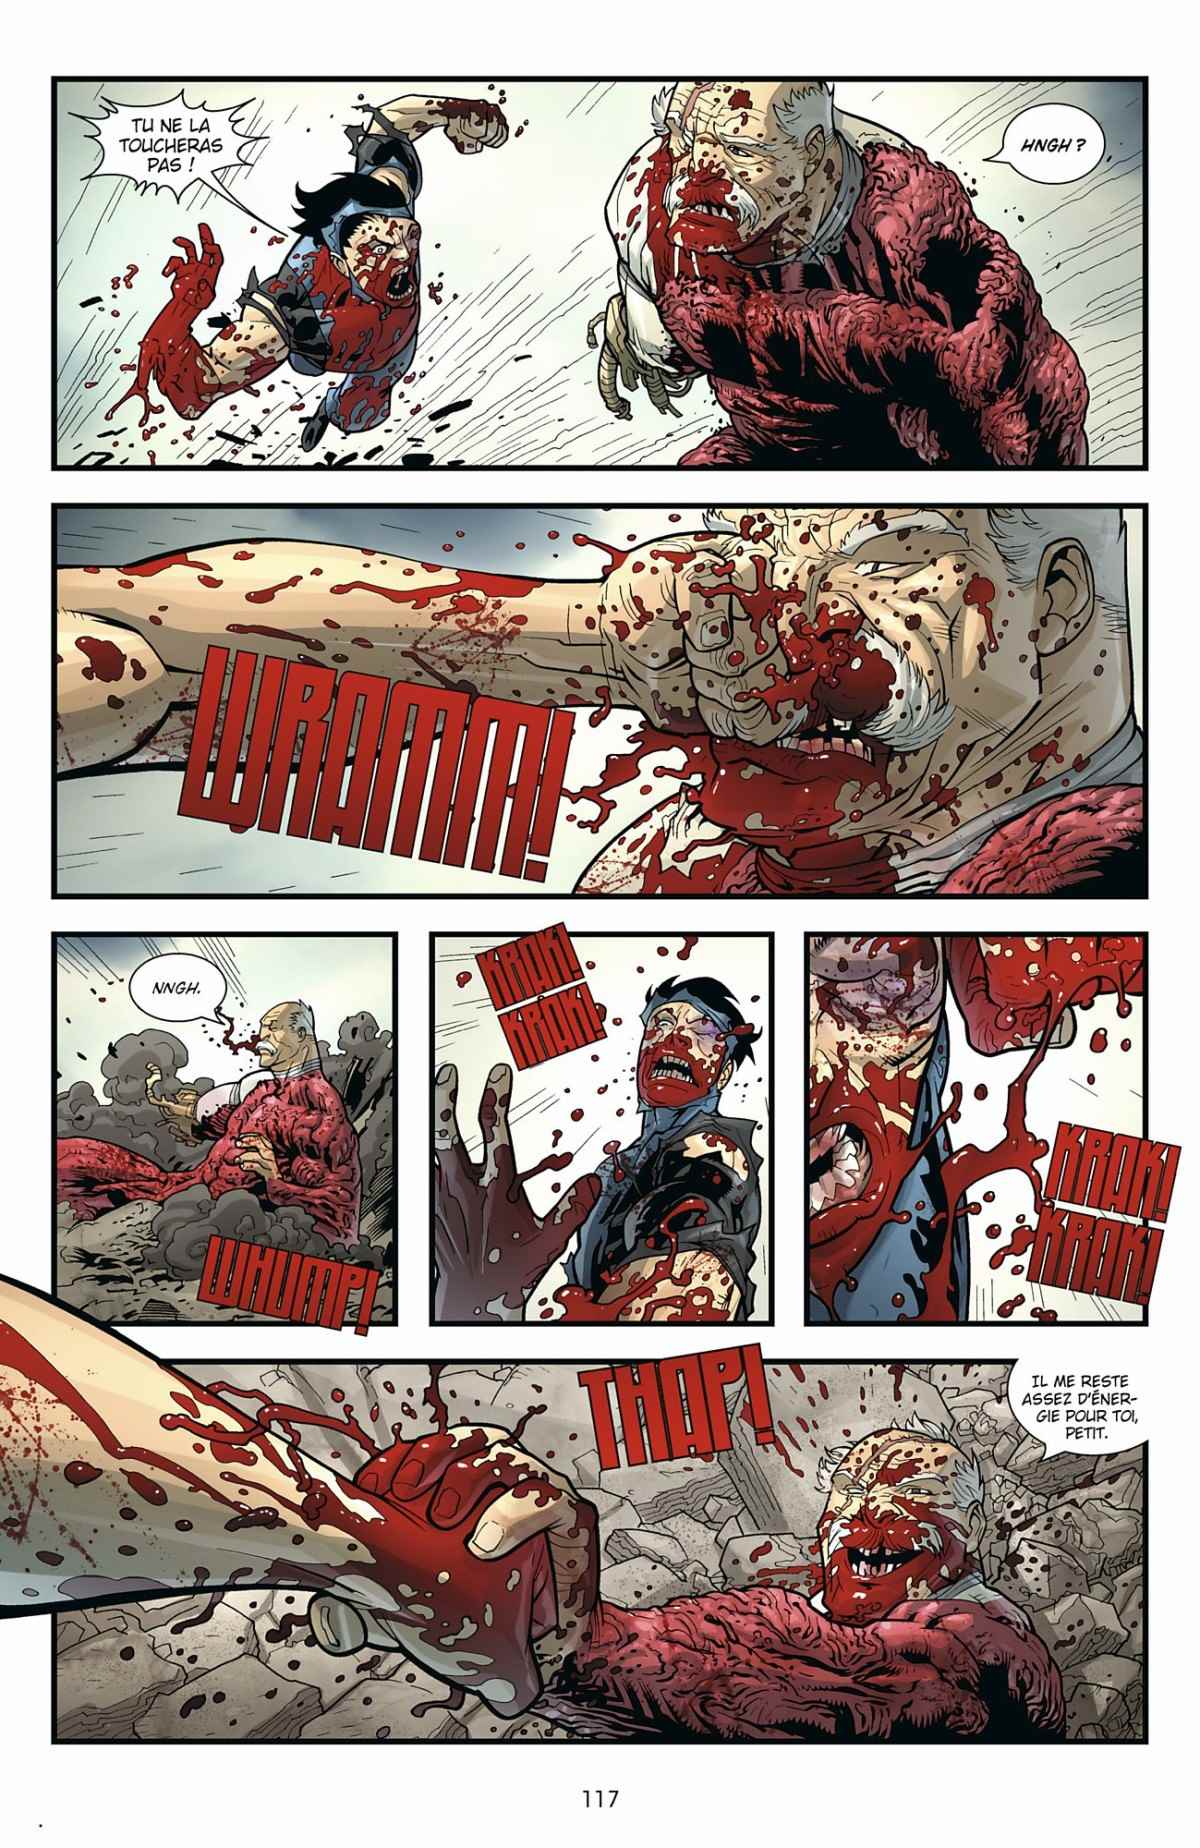 TU NE LA
TOUCHERAS
PAS !
HNGH ?
WRAMM!
NNGH.
WHUMP!
KRAK!
KRAK!
KRAK!
KRAK!
THAP!
IL ME RESTE
ASSEZ D'ÉNER-
GIE POUR TOI,
PETIT.
117